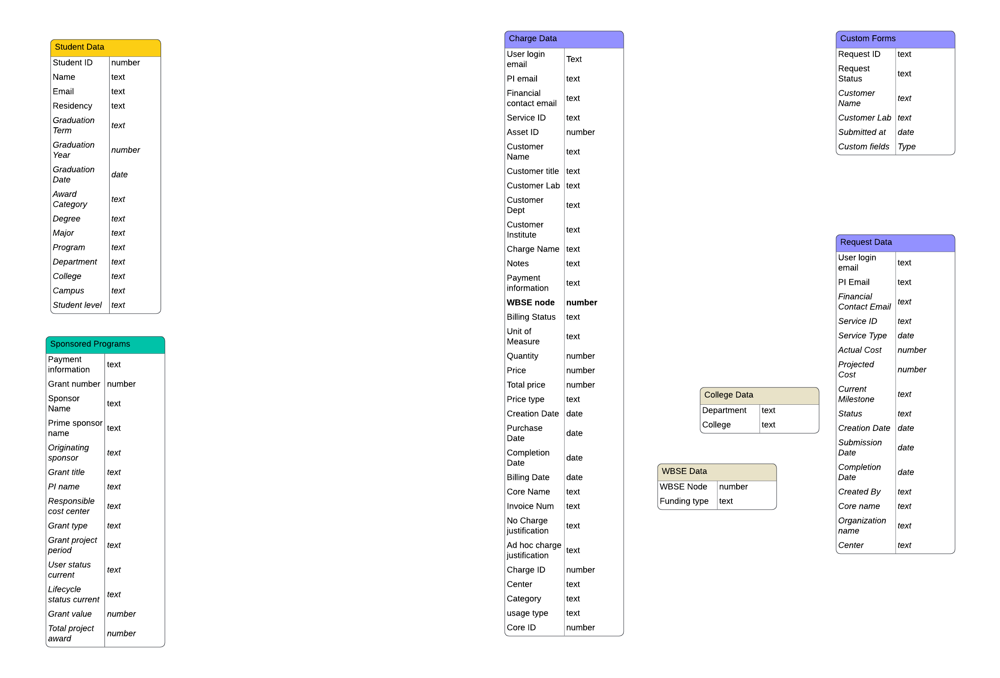 Student Data
Student ID number
Name text
Email text
Residency text
Graduation
Term text
Graduation
Year number
Graduation
Date date
Award
Category text
Degree text
Major text
Program text
Department text
College text
Campus text
Student level text
Sponsored Programs
Payment
information text
Grant number number
Sponsor
Name text
Prime sponsor
name text
Originating
sponsor text
Grant title text
PI name text
Responsible
cost center text
Grant type text
Grant project
period text
User status
current text
Lifecycle
status current text
Grant value number
Total project
award number
Charge Data
User login
email Text
PI email text
Financial
contact email text
Service ID text
Asset ID number
Customer
Name text
Customer title text
Customer Lab text
Customer
Dept text
Customer
Institute text
Charge Name text
Notes text
Payment
information text
WBSE node number
Billing Status text
Unit of
Measure text
Quantity number
Price number
Total price number
Price type text
Creation Date date
Purchase
Date date
Completion
Date date
Billing Date date
Core Name text
Invoice Num text
No Charge
justification text
Ad hoc charge
justification text
Charge ID number
Center text
Category text
usage type text
Core ID number
College Data
Department text
College text
WBSE Data
WBSE Node number
Funding type text
Custom Forms
Request ID text
Request
Status text
Customer
Name text
Customer Lab text
Submitted at date
Custom fields Type
Request Data
User login
email text
PI Email text
Financial
Contact Email text
Service ID text
Service Type date
Actual Cost number
Projected
Cost number
Current
Milestone text
Status text
Creation Date date
Submission
Date date
Completion
Date date
Created By text
Core name text
Organization
name text
Center text